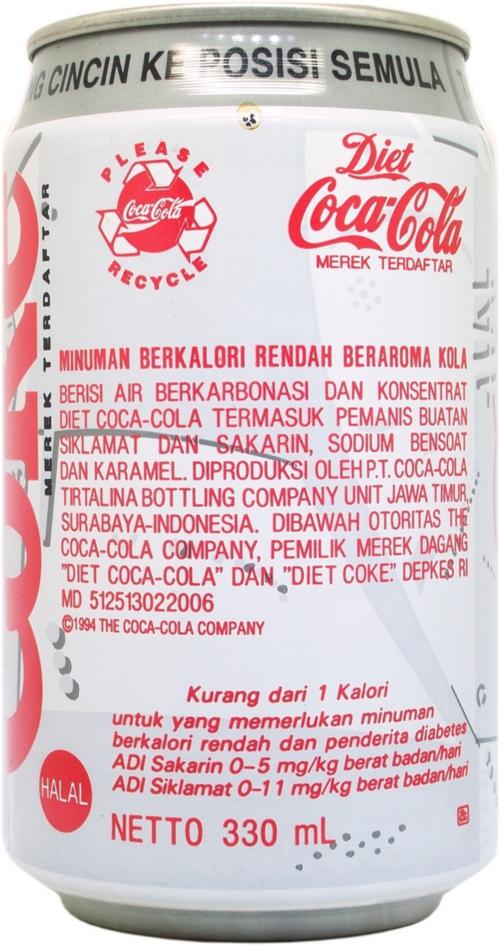 G CINCIN KE POSISI SEMULA
PLEASE
Coca-Cola
RECYCLE
Diet
Coca-Cola
MEREK TERDAFTAR
MEREK TERDAFTAR
MINUMAN BERKALORI RENDAH BERAROMA KOLA
BERISI AIR BERKARBONASI DAN KONSENTRAT
DIET COCA-COLA TERMASUK PEMANIS BUATAN
SIKLAMAT DAN SAKARIN, SODIUM BENSOAT
DAN KARAMEL. DIPRODUKSI OLEH P.T. COCA-COLA
TIRTALINA BOTTLING COMPANY UNIT JAWA TIMUR,
SURABAYA-INDONESIA. DIBAWAH OTORITAS THE
COCA-COLA COMPANY, PEMILIK MEREK DAGANG
"DIET COCA-COLA" DAN "DIET COKE." DEPKES RI
MD 512513022006
©1994 THE COCA-COLA COMPANY
Kurang dari 1 Kalori
untuk yang memerlukan minuman
berkalori rendah dan penderita diabetes
ADI Sakarin 0-5 mg/kg berat badan/hari
ADI Siklamat 0-11 mg/kg berat badan/hari
HALAL
NETTO 330 mL